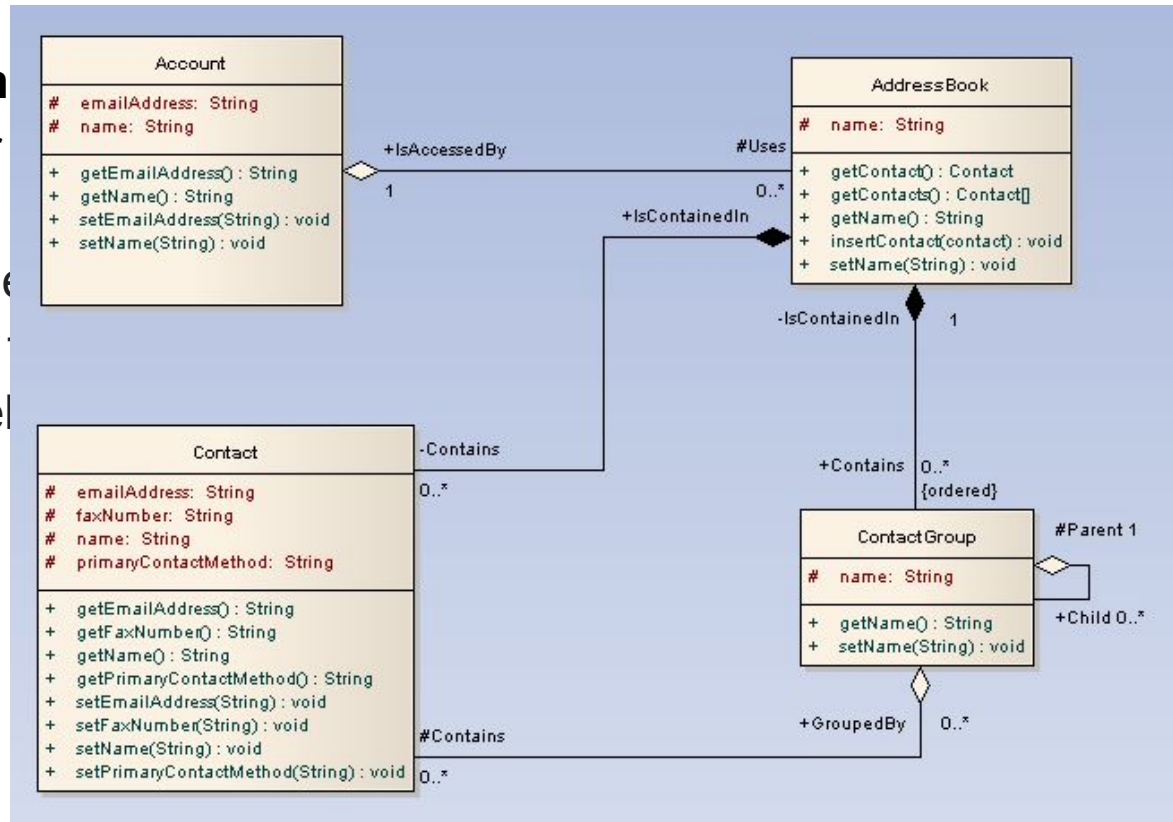 Account
# emailAddress: String
# name: String
+ getEmailAddress() : String
+ getName() : String
+ setEmailAddress(String) : void
+ setName(String) : void
+IsAccessedBy
1
#Uses
0..*
AddressBook
# name: String
+ getContact() : Contact
+ getContacts() : Contact[]
+ getName() : String
+ insertContact(contact) : void
+ setName(String) : void
+IsContainedIn
-IsContainedIn
1
Contact
# emailAddress: String
# faxNumber: String
# name: String
# primaryContactMethod: String
+ getEmailAddress() : String
+ getFaxNumber() : String
+ getName() : String
+ getPrimaryContactMethod() : String
+ setEmailAddress(String) : void
+ setFaxNumber(String) : void
+ setName(String) : void
+ setPrimaryContactMethod(String) : void
-Contains
0..*
+Contains
0..*
{ordered}
ContactGroup
# name: String
+ getName() : String
+ setName(String) : void
#Parent 1
+Child 0..*
+GroupedBy
0..*
#Contains
0..*